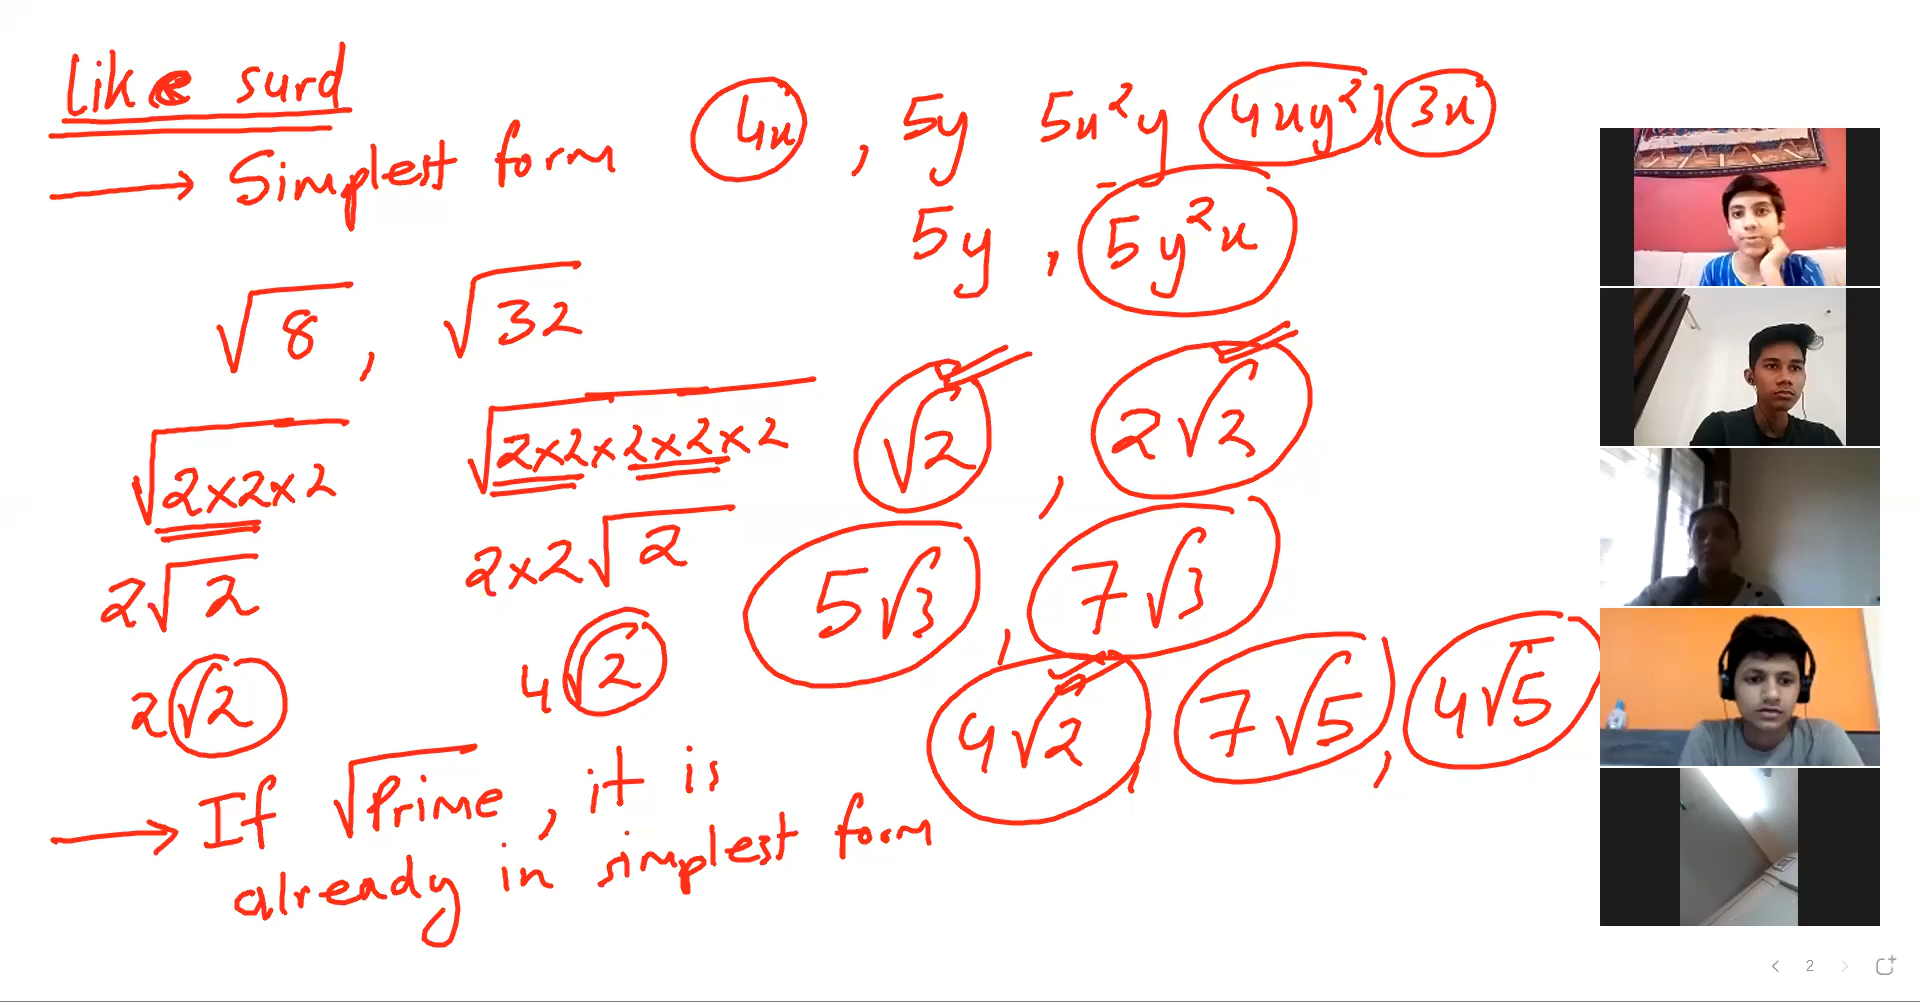 Like surd
→ Simplest form
4x , 5y 5x²y 4xy² , 3x
5y , 5y²x
√8 , √32
√2×2×2
√2×2×2×2×2
√2 , 2√2
2√2
2×2√2
5√3 , 7√3
2√2
4√2
4√2 , 7√5 , 4√5
→ If √Prime , it is
already in simplest form
2